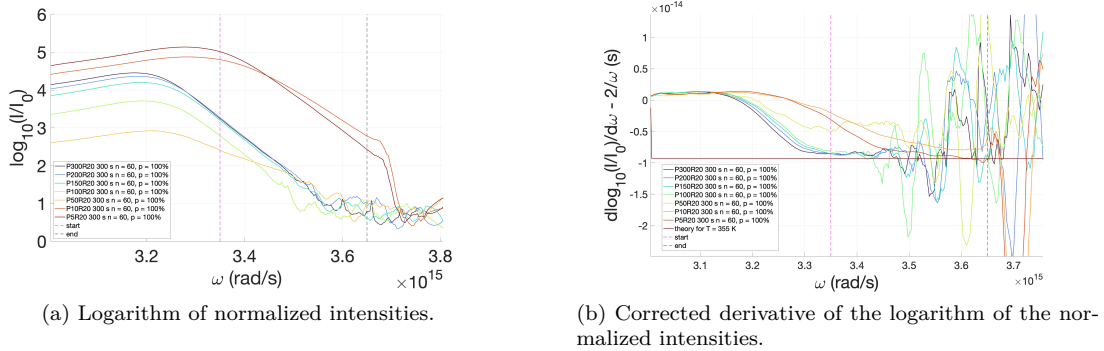 6
5
4
3
2
1
0
log10(I/I0)
P300R20 300 s n = 60, p = 100%
P200R20 300 s n = 60, p = 100%
P150R20 300 s n = 60, p = 100%
P100R20 300 s n = 60, p = 100%
P50R20 300 s n = 60, p = 100%
P10R20 300 s n = 60, p = 100%
P5R20 300 s n = 60, p = 100%
start
end
3.2
3.4
3.6
3.8
ω (rad/s)
×10^15
(a) Logarithm of normalized intensities.
×10^-14
1
0.5
0
-0.5
-1
-1.5
-2
dlog10(I/I0)/dω - 2/ω (s)
P300R20 300 s n = 60, p = 100%
P200R20 300 s n = 60, p = 100%
P150R20 300 s n = 60, p = 100%
P100R20 300 s n = 60, p = 100%
P50R20 300 s n = 60, p = 100%
P10R20 300 s n = 60, p = 100%
P5R20 300 s n = 60, p = 100%
theory for T = 355 K
start
end
3.1
3.2
3.3
3.4
3.5
3.6
3.7
ω (rad/s)
×10^15
(b) Corrected derivative of the logarithm of the nor-
malized intensities.